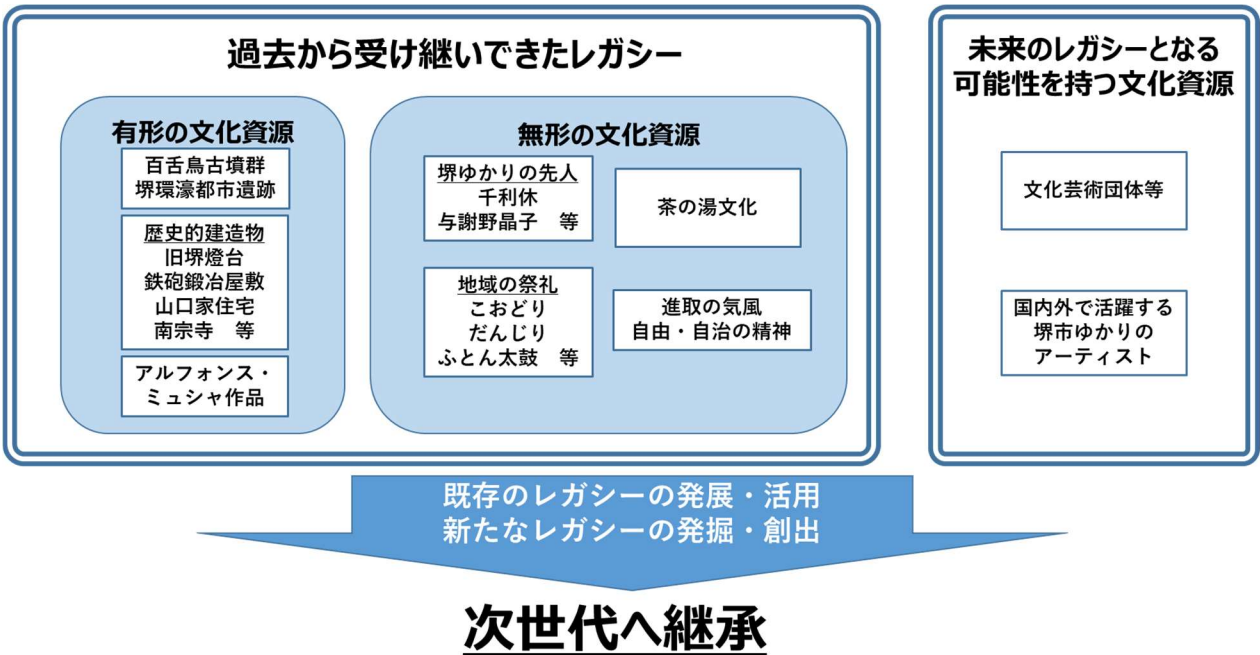 過去から受け継いできたレガシー
有形の文化資源
百舌鳥古墳群
堺環濠都市遺跡
歴史的建造物
旧堺燈台
鉄砲鍛冶屋敷
山口家住宅
南宗寺　等
アルフォンス・
ミュシャ作品
無形の文化資源
堺ゆかりの先人
千利休
与謝野晶子　等
茶の湯文化
地域の祭礼
こおどり
だんじり
ふとん太鼓　等
進取の気風
自由・自治の精神
未来のレガシーとなる
可能性を持つ文化資源
文化芸術団体等
国内外で活躍する
堺市ゆかりの
アーティスト
既存のレガシーの発展・活用
新たなレガシーの発掘・創出
次世代へ継承